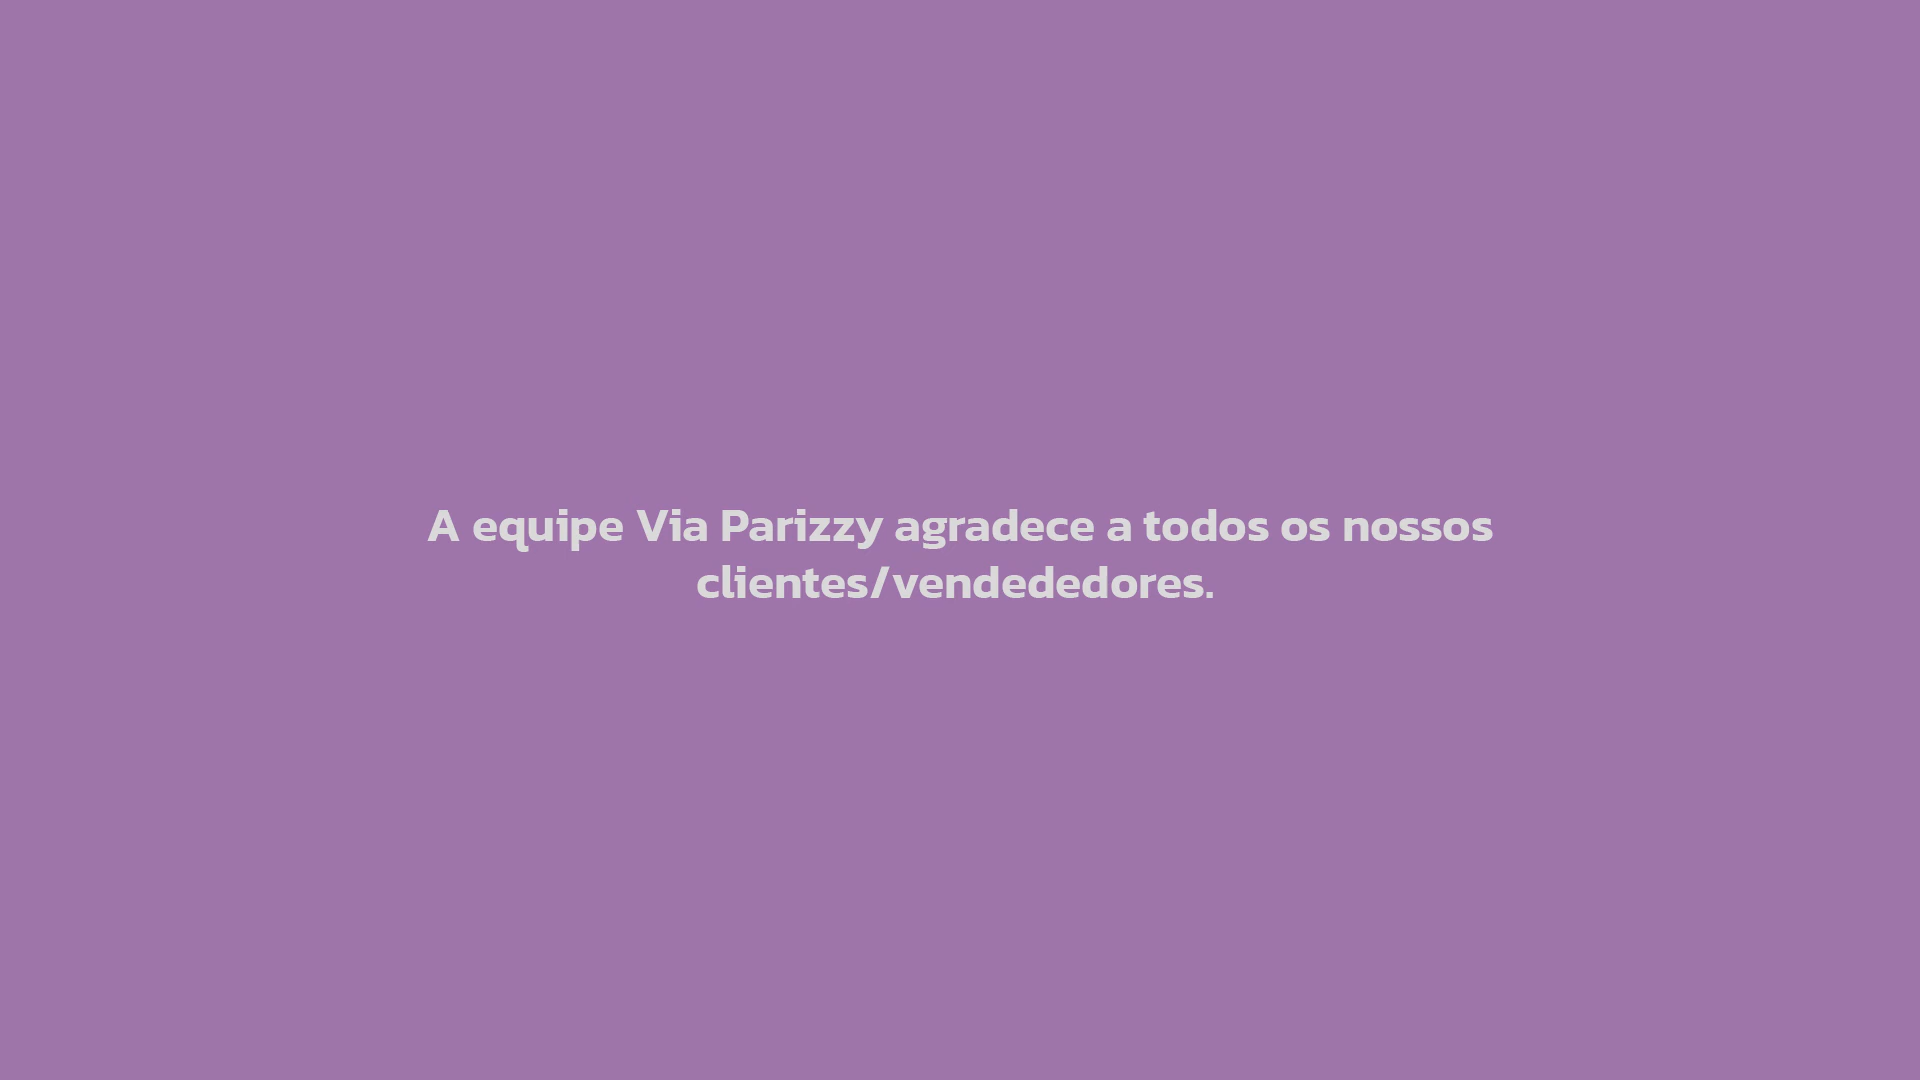 A equipe Via Parizzy agradece a todos os nossos
clientes/vendededores.